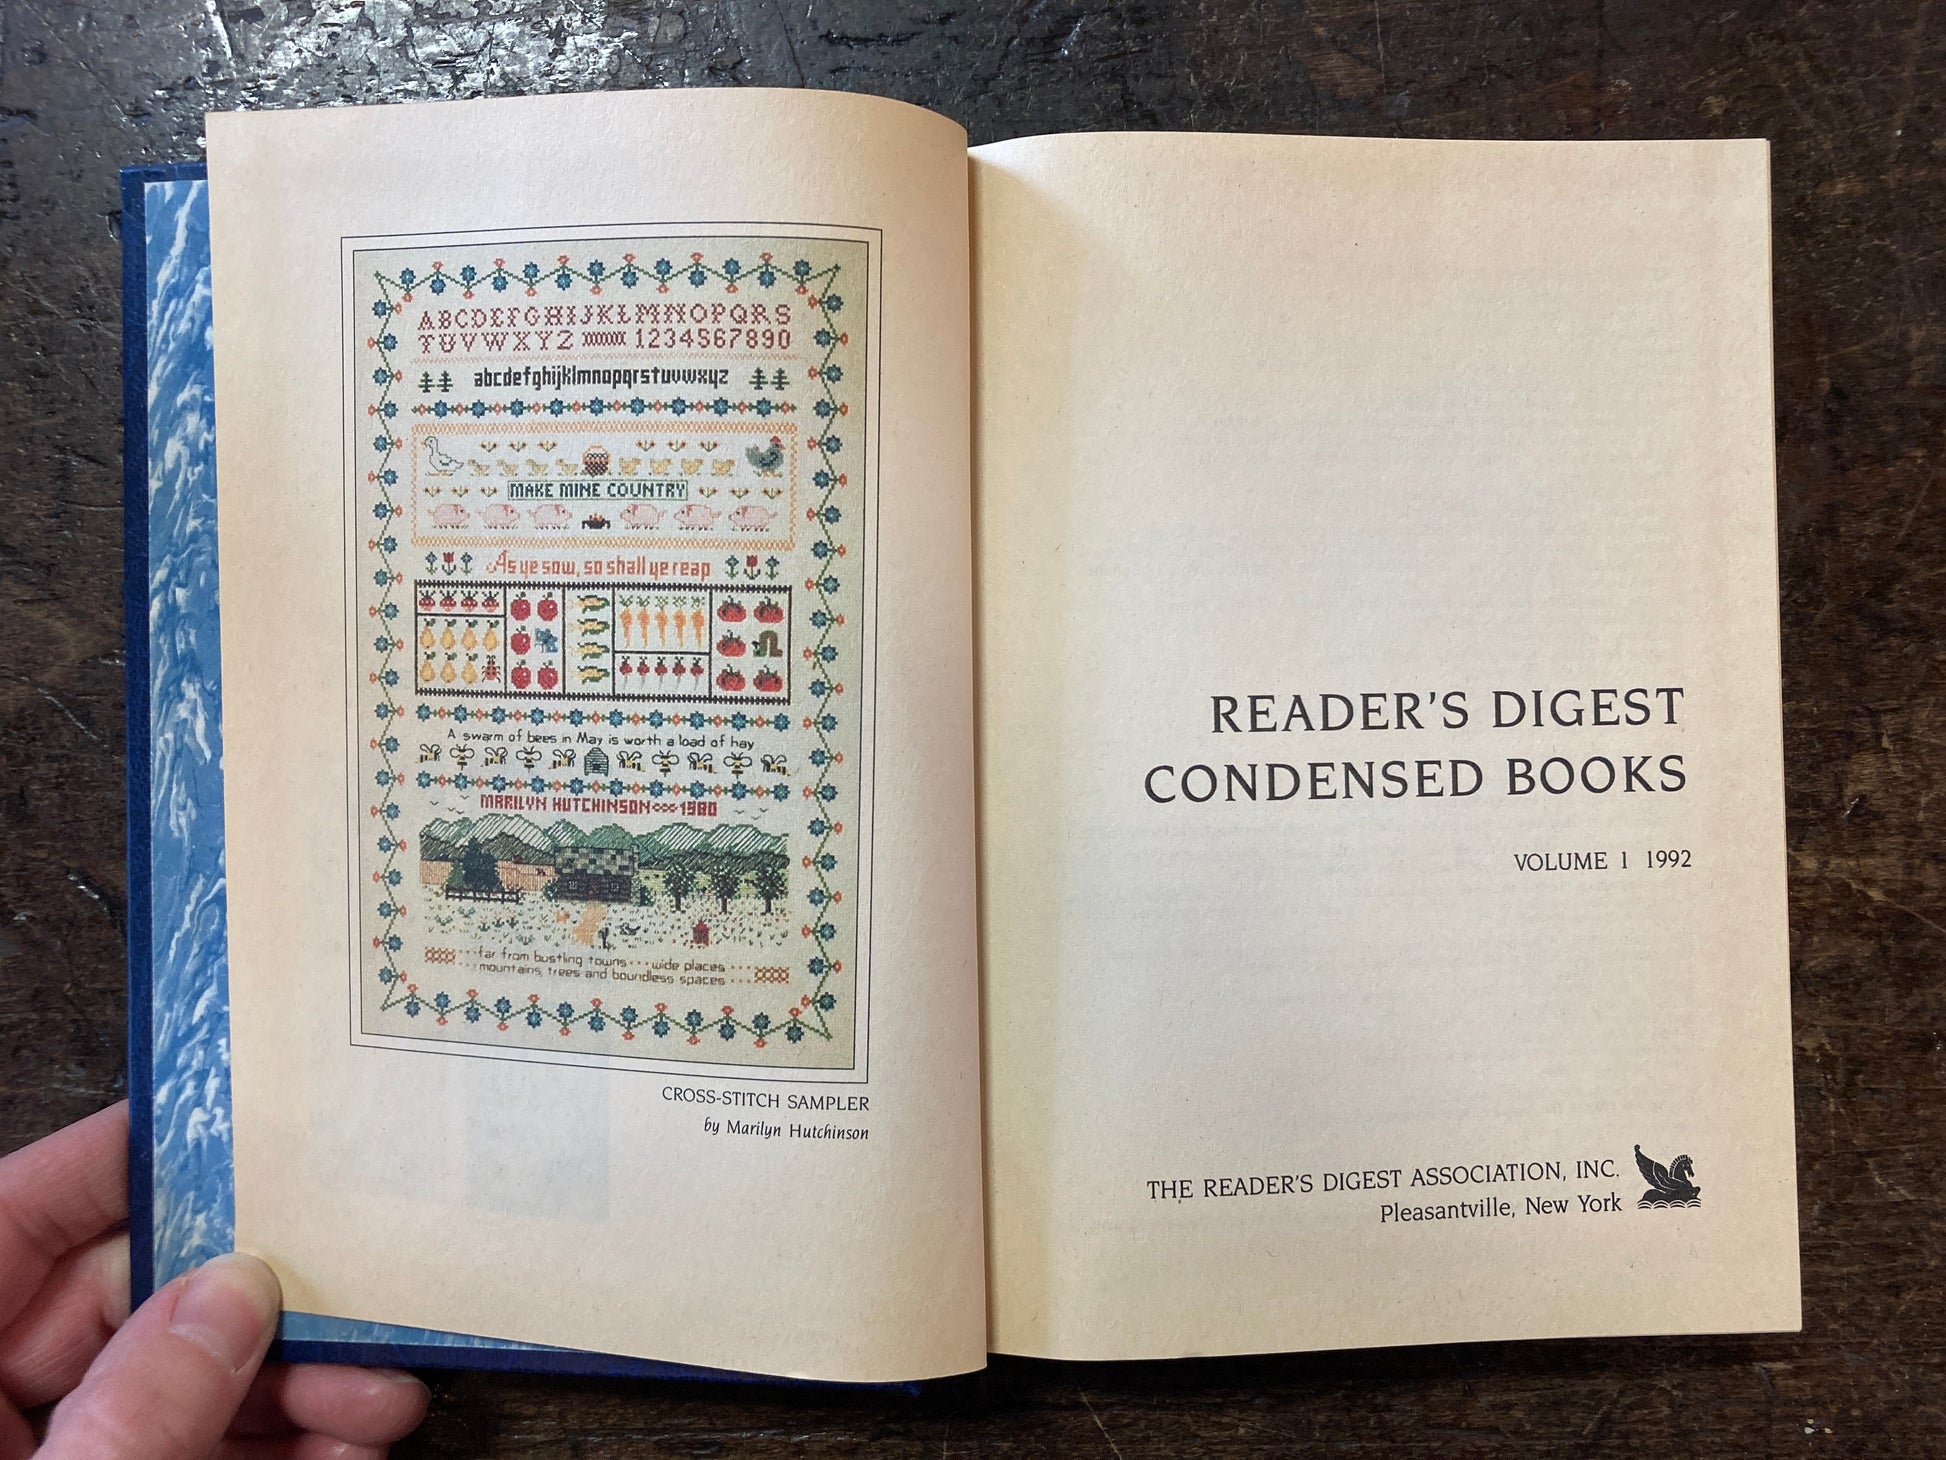 ABCDEFGHIJKLMNOPQRS
TUVWXYZ 1234567890
abcdefghijklmnopqrstuvwxyz
MAKE MINE COUNTRY
As ye sow, so shall ye reap
A swarm of bees in May is worth a load of hay
MARILYN HUTCHINSON 1980
far from bustling towns ··· wide places ····
··· mountains, trees and boundless spaces ····
CROSS-STITCH SAMPLER
by Marilyn Hutchinson
READER'S DIGEST
CONDENSED BOOKS
VOLUME 1 1992
THE READER'S DIGEST ASSOCIATION, INC.
Pleasantville, New York